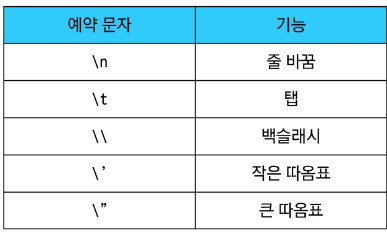 예약 문자 기능
\n 줄 바꿈
\t 탭
\\ 백슬래시
\’ 작은 따옴표
\” 큰 따옴표